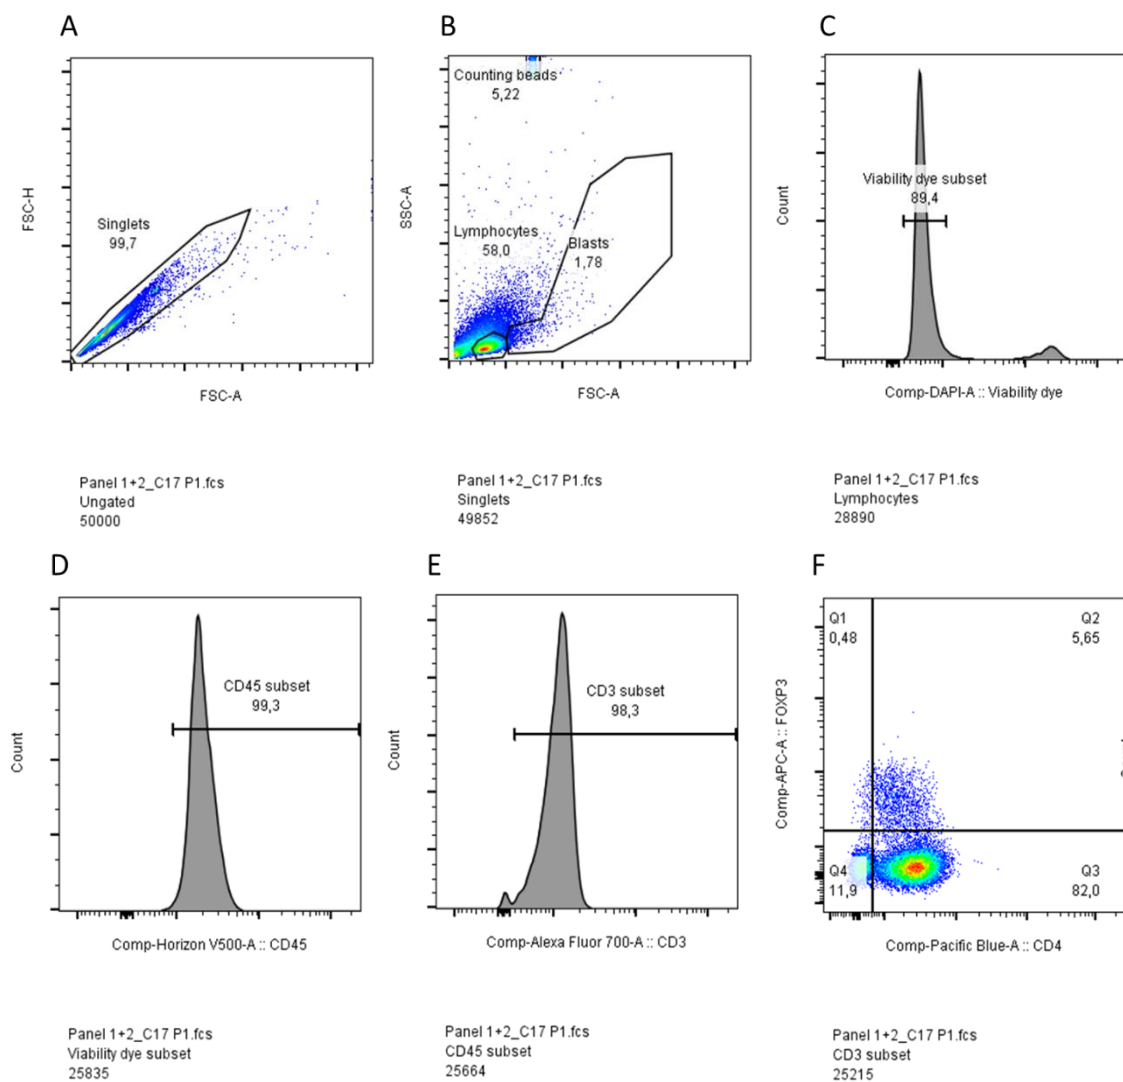 A
B
C
FSC-H
Singlets
99,7
FSC-A
SSC-A
Counting beads
5,22
Lymphocytes
58,0
Blasts
1,78
FSC-A
Count
Viability dye subset
89,4
Comp-DAPI-A :: Viability dye
Panel 1+2_C17 P1.fcs
Ungated
50000
Panel 1+2_C17 P1.fcs
Singlets
49852
Panel 1+2_C17 P1.fcs
Lymphocytes
28890
D
E
F
Count
CD45 subset
99,3
Comp-Horizon V500-A :: CD45
Count
CD3 subset
98,3
Comp-Alexa Fluor 700-A :: CD3
Comp-APC-A :: FOXP3
Q1
0,48
Q2
5,65
Q4
11,9
Q3
82,0
Comp-Pacific Blue-A :: CD4
Panel 1+2_C17 P1.fcs
Viability dye subset
25835
Panel 1+2_C17 P1.fcs
CD45 subset
25664
Panel 1+2_C17 P1.fcs
CD3 subset
25215